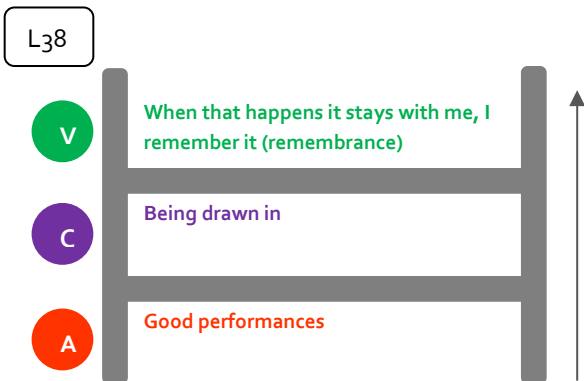 L38
V
When that happens it stays with me, I
remember it (remembrance)
C
Being drawn in
A
Good performances